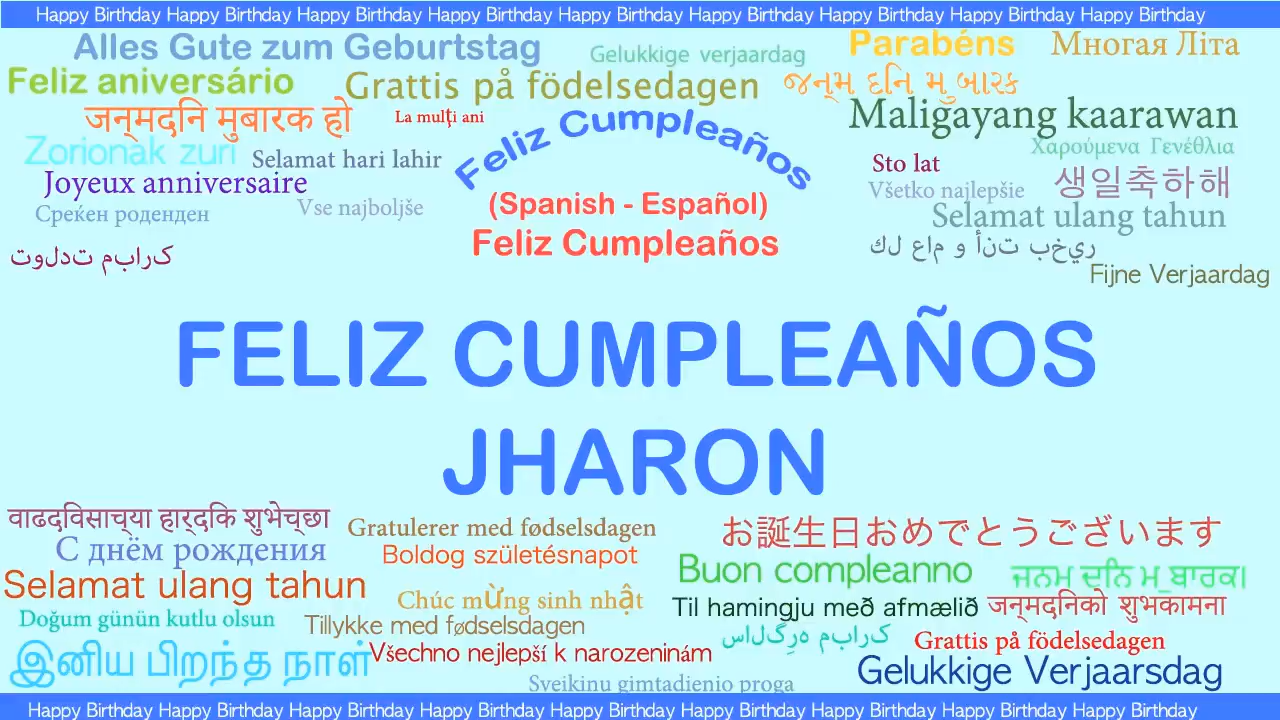 Happy Birthday Happy Birthday Happy Birthday Happy Birthday Happy Birthday Happy Birthday Happy Birthday Happy Birthday Happy Birthday
Alles Gute zum Geburtstag
Gelukkige verjaardag
Parabéns
Многая Літа
Feliz aniversário
Grattis på födelsedagen
જન્મ દિન મુબારક
जन्मदिन मुबारक हो
La mulţi ani
Feliz Cumpleaños
Maligayang kaarawan
Zorionak zuri
Selamat hari lahir
Sto lat
Χαρούμενα Γενέθλια
Joyeux anniversaire
(Spanish - Español)
Všetko najlepšie
생일축하해
Среќен роденден
Vse najboljše
Feliz Cumpleaños
Selamat ulang tahun
تولدت مبارک
كل عام و أنت بخير
Fijne Verjaardag
FELIZ CUMPLEAÑOS
JHARON
वाढदिवसाच्या हार्दिक शुभेच्छा
Gratulerer med fødselsdagen
お誕生日おめでとうございます
С днём рождения
Boldog születésnapot
Buon compleanno
ਜਨਮ ਦਿਨ ਮੁਬਾਰਕ।
Selamat ulang tahun
Chúc mừng sinh nhật
Til hamingju með afmælið
जन्मदिनको शुभकामना
Doğum günün kutlu olsun
Tillykke med fødselsdagen
سالگرہ مبارک
Grattis på födelsedagen
இனிய பிறந்த நாள்
Všechno nejlepší k narozeninám
Gelukkige Verjaarsdag
Sveikinu gimtadienio proga
Happy Birthday Happy Birthday Happy Birthday Happy Birthday Happy Birthday Happy Birthday Happy Birthday Happy Birthday Happy Birthday